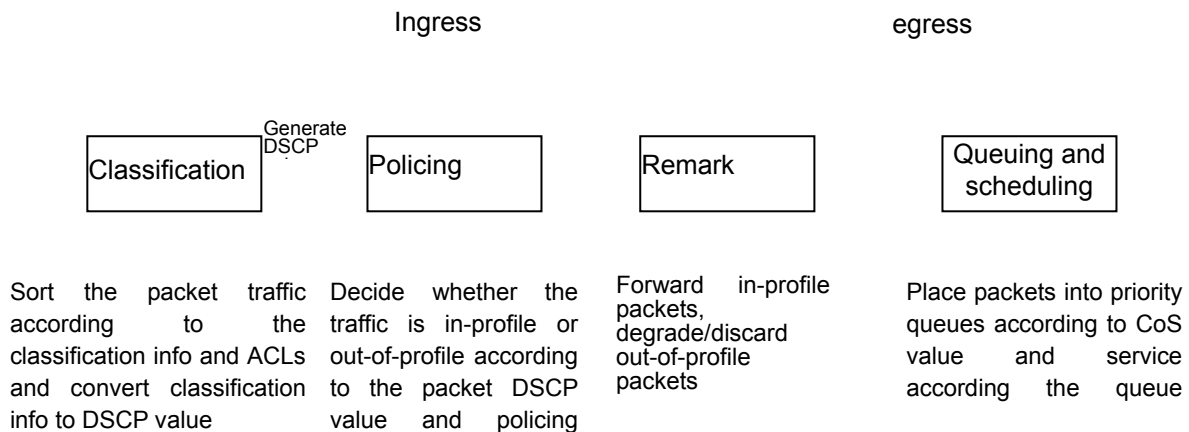 Ingress
egress
Generate
DSCP
Classification
Policing
Remark
Queuing and
scheduling
Sort the packet traffic
according to the
classification info and ACLs
and convert classification
info to DSCP value
Decide whether the
traffic is in-profile or
out-of-profile according
to the packet DSCP
value and policing
Forward in-profile
packets,
degrade/discard
out-of-profile
packets
Place packets into priority
queues according to CoS
value and service
according the queue